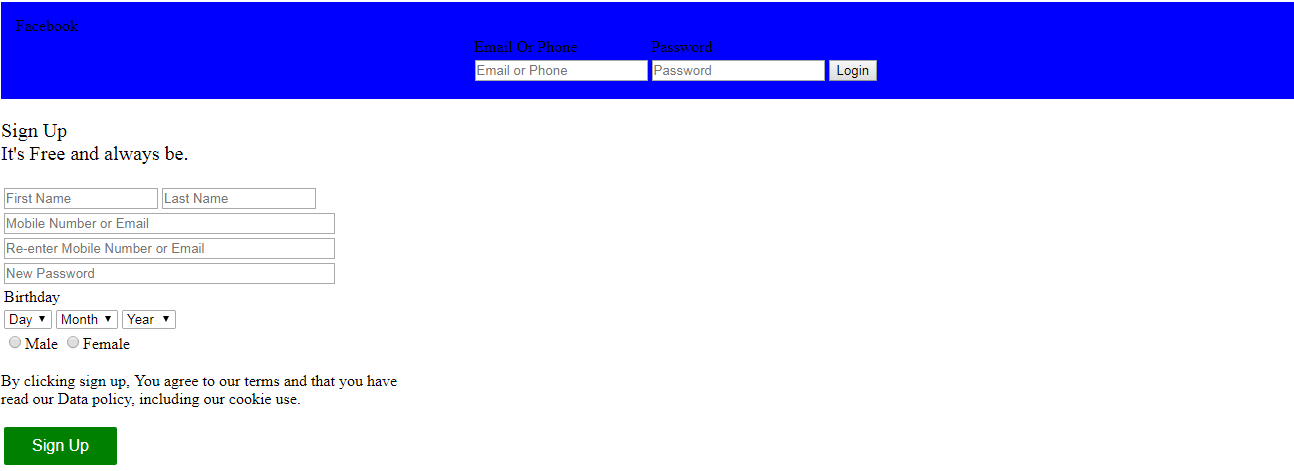 Facebook
Email Or Phone Password
Email or Phone Password Login
Sign Up
It's Free and always be.
First Name Last Name
Mobile Number or Email
Re-enter Mobile Number or Email
New Password
Birthday
Day Month Year
Male Female
By clicking sign up, You agree to our terms and that you have
read our Data policy, including our cookie use.
Sign Up